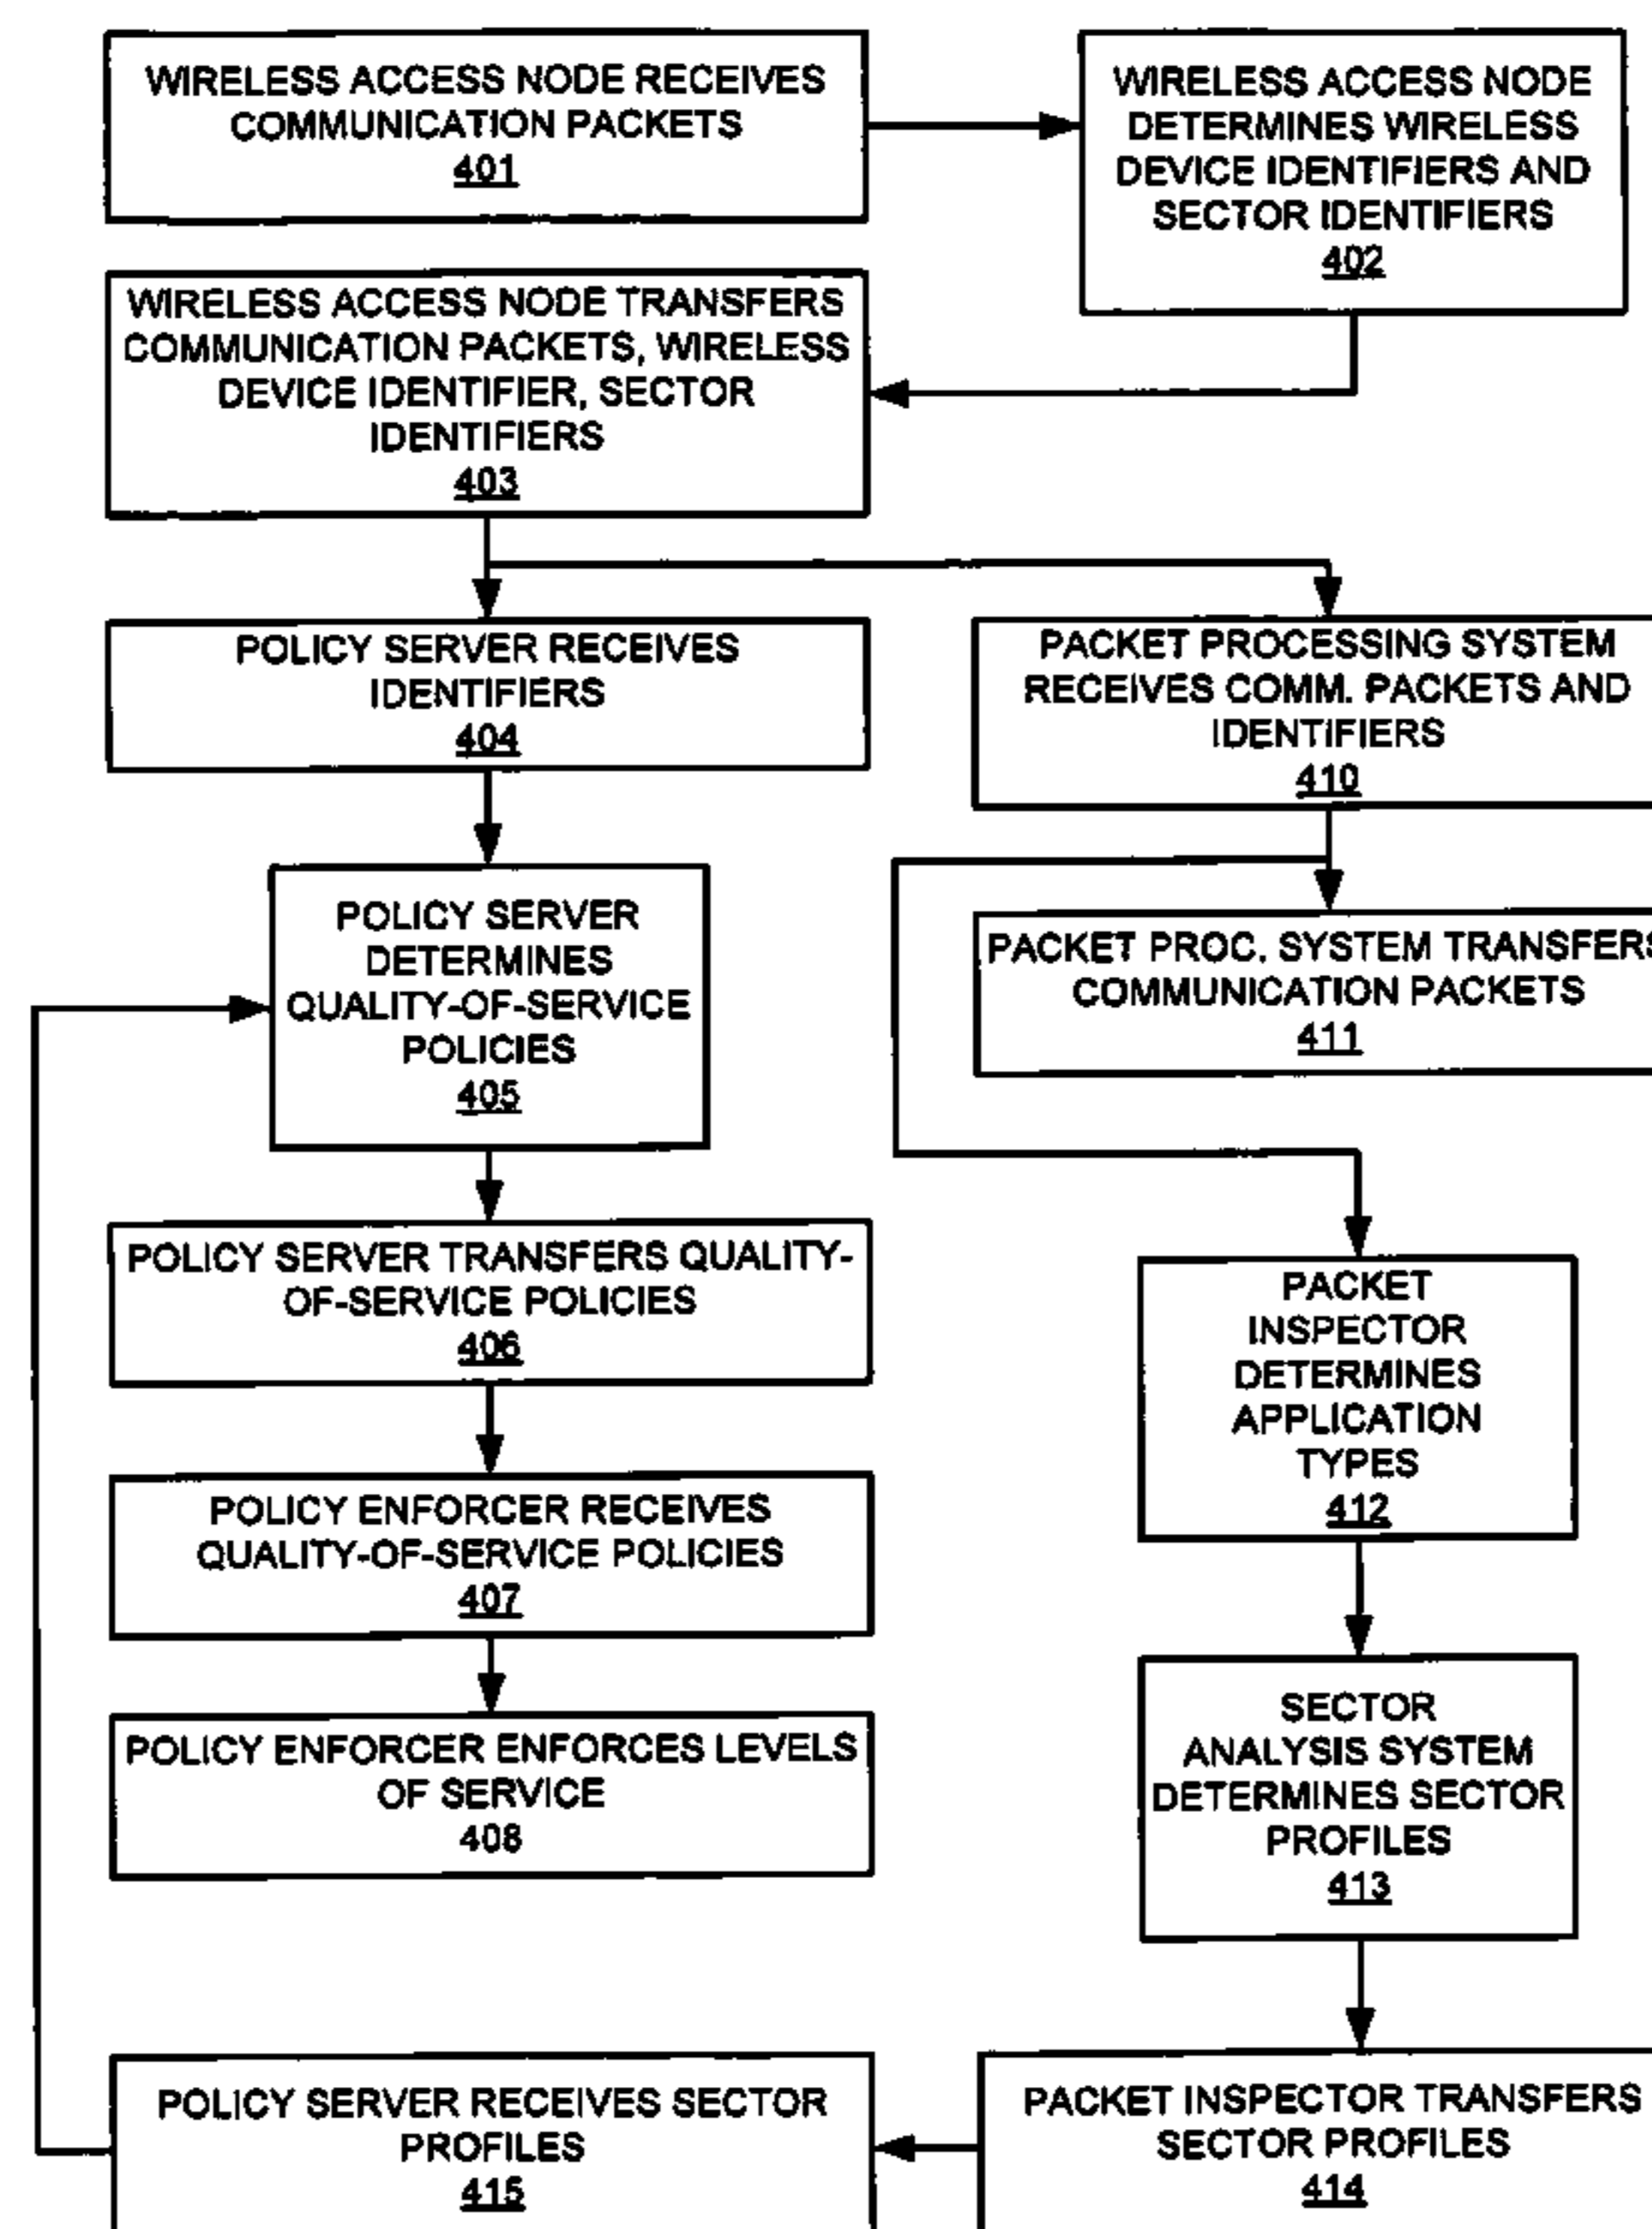 WIRELESS ACCESS NODE RECEIVES
COMMUNICATION PACKETS
401
WIRELESS ACCESS NODE
DETERMINES WIRELESS
DEVICE IDENTIFIERS AND
SECTOR IDENTIFIERS
402
WIRELESS ACCESS NODE TRANSFERS
COMMUNICATION PACKETS, WIRELESS
DEVICE IDENTIFIER, SECTOR
IDENTIFIERS
403
POLICY SERVER RECEIVES
IDENTIFIERS
404
PACKET PROCESSING SYSTEM
RECEIVES COMM. PACKETS AND
IDENTIFIERS
410
POLICY SERVER
DETERMINES
QUALITY-OF-SERVICE
POLICIES
405
PACKET PROC. SYSTEM TRANSFERS
COMMUNICATION PACKETS
411
POLICY SERVER TRANSFERS QUALITY-
OF-SERVICE POLICIES
406
PACKET
INSPECTOR
DETERMINES
APPLICATION
TYPES
412
POLICY ENFORCER RECEIVES
QUALITY-OF-SERVICE POLICIES
407
POLICY ENFORCER ENFORCES LEVELS
OF SERVICE
408
SECTOR
ANALYSIS SYSTEM
DETERMINES SECTOR
PROFILES
413
POLICY SERVER RECEIVES SECTOR
PROFILES
415
PACKET INSPECTOR TRANSFERS
SECTOR PROFILES
414